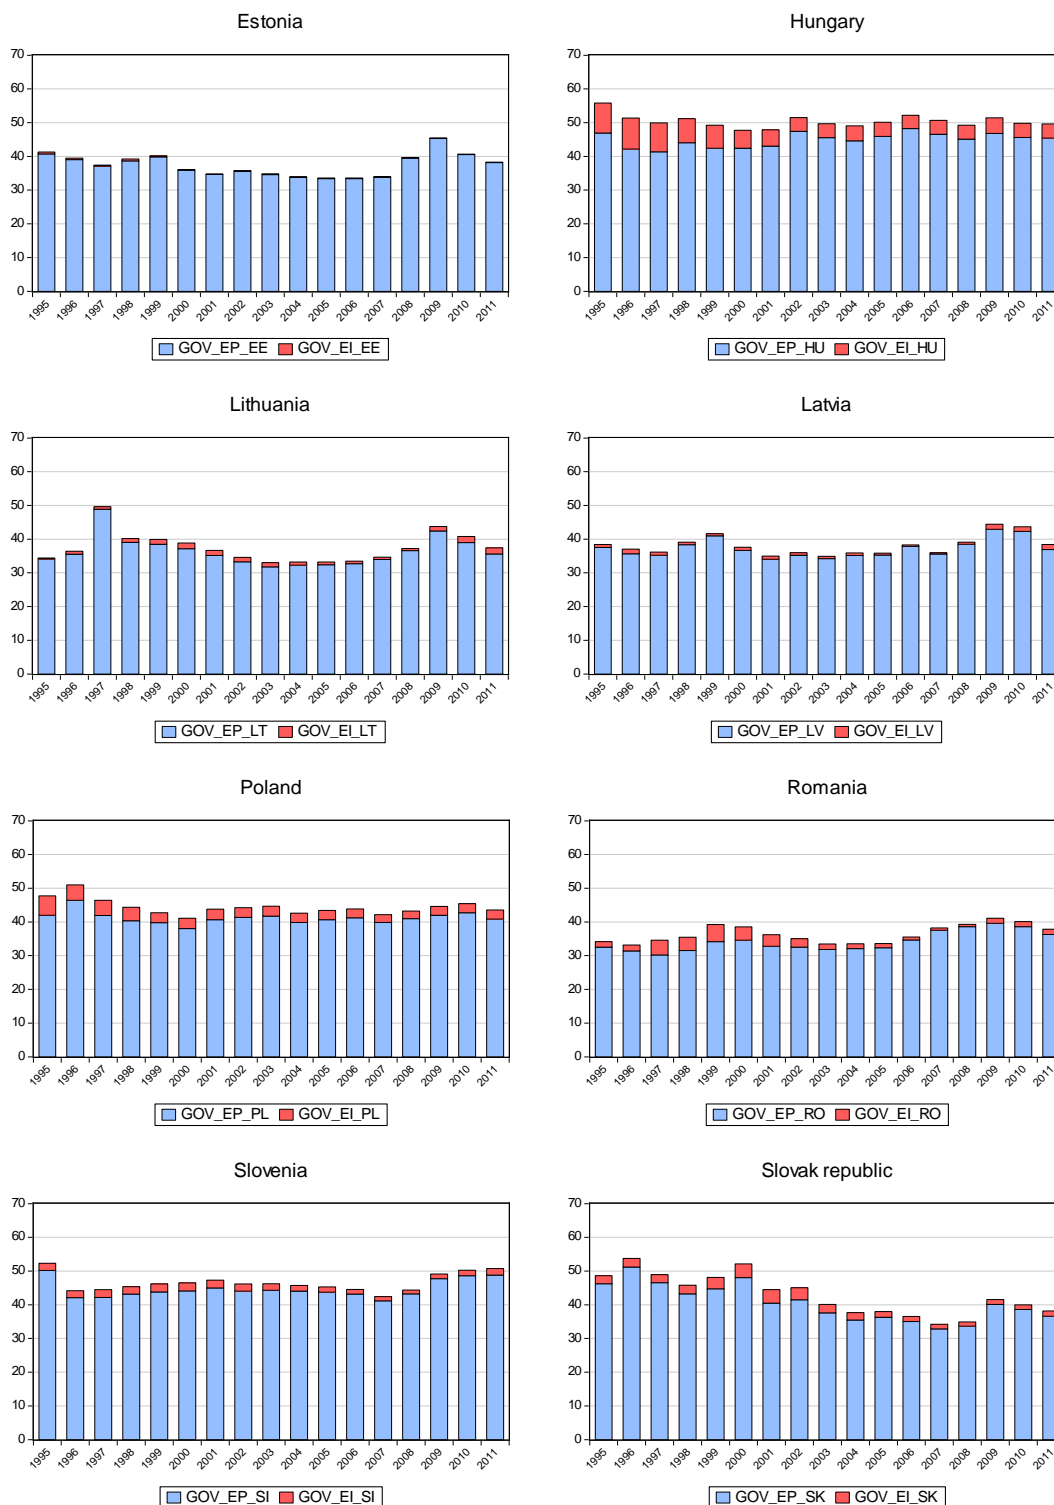 Estonia
70
60
50
40
30
20
10
0
1995 1996 1997 1998 1999 2000 2001 2002 2003 2004 2005 2006 2007 2008 2009 2010 2011
GOV_EP_EE GOV_EI_EE
Hungary
70
60
50
40
30
20
10
0
1995 1996 1997 1998 1999 2000 2001 2002 2003 2004 2005 2006 2007 2008 2009 2010 2011
GOV_EP_HU GOV_EI_HU
Lithuania
70
60
50
40
30
20
10
0
1995 1996 1997 1998 1999 2000 2001 2002 2003 2004 2005 2006 2007 2008 2009 2010 2011
GOV_EP_LT GOV_EI_LT
Latvia
70
60
50
40
30
20
10
0
1995 1996 1997 1998 1999 2000 2001 2002 2003 2004 2005 2006 2007 2008 2009 2010 2011
GOV_EP_LV GOV_EI_LV
Poland
70
60
50
40
30
20
10
0
1995 1996 1997 1998 1999 2000 2001 2002 2003 2004 2005 2006 2007 2008 2009 2010 2011
GOV_EP_PL GOV_EI_PL
Romania
70
60
50
40
30
20
10
0
1995 1996 1997 1998 1999 2000 2001 2002 2003 2004 2005 2006 2007 2008 2009 2010 2011
GOV_EP_RO GOV_EI_RO
Slovenia
70
60
50
40
30
20
10
0
1995 1996 1997 1998 1999 2000 2001 2002 2003 2004 2005 2006 2007 2008 2009 2010 2011
GOV_EP_SI GOV_EI_SI
Slovak republic
70
60
50
40
30
20
10
0
1995 1996 1997 1998 1999 2000 2001 2002 2003 2004 2005 2006 2007 2008 2009 2010 2011
GOV_EP_SK GOV_EI_SK